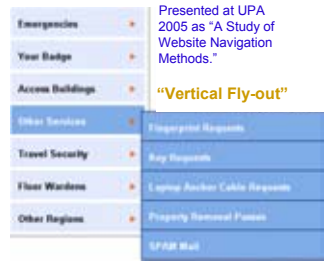 Presented at UPA
2005 as “A Study of
Website Navigation
Methods.”
“Vertical Fly-out”
Emergencies
Your Badge
Access Buildings
Other Services
Travel Security
Floor Wardens
Other Regions
Fingerprint Requests
Key Requests
Laptop Anchor Cable Requests
Property Removal Passes
SPAM Mail